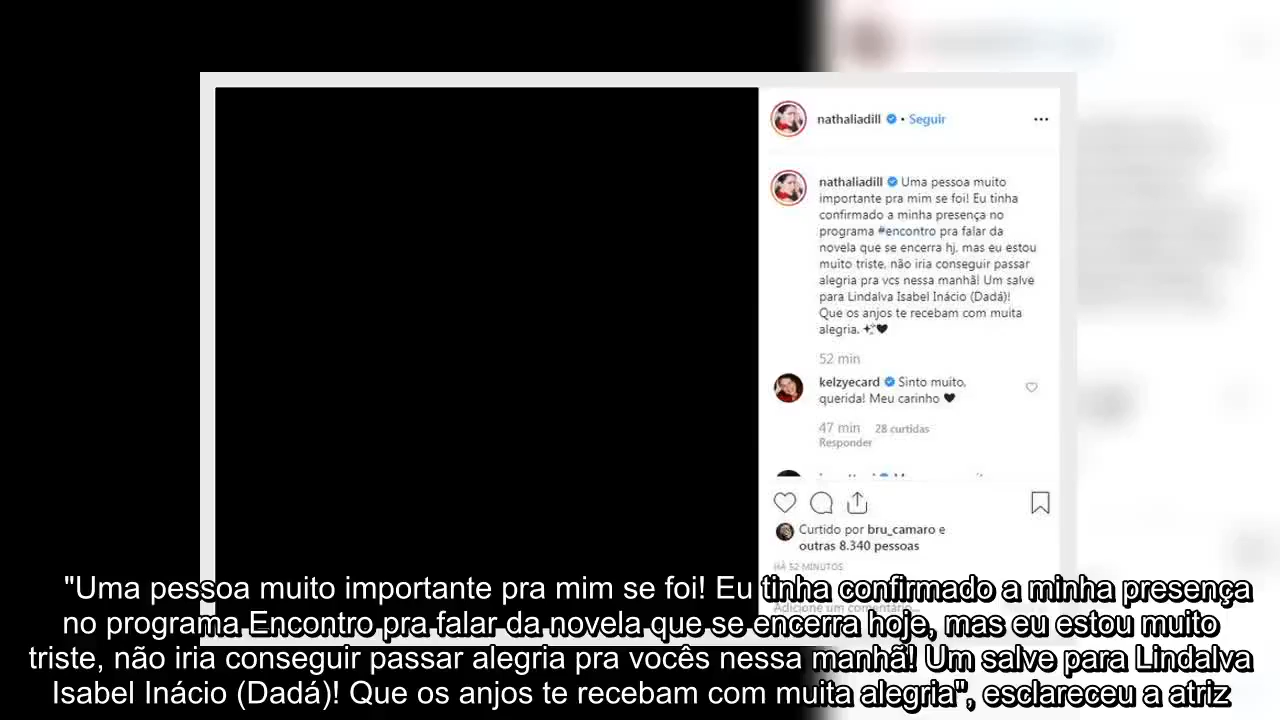 nathaliadill • Seguir
nathaliadill Uma pessoa muito
importante pra mim se foi! Eu tinha
confirmado a minha presença no
programa #encontro pra falar da
novela que se encerra hj, mas eu estou
muito triste, não iria conseguir passar
alegria pra vcs nessa manhã! Um salve
para Lindalva Isabel Inácio (Dadá)!
Que os anjos te recebam com muita
alegria. ✨🖤
52 min
kelzyecard Sinto muito,
querida! Meu carinho 🖤
47 min 28 curtidas
Responder
Curtido por bru_camaro e
outras 8.340 pessoas
HÁ 52 MINUTOS
Adicione um comentário...
"Uma pessoa muito importante pra mim se foi! Eu tinha confirmado a minha presença
no programa Encontro pra falar da novela que se encerra hoje, mas eu estou muito
triste, não iria conseguir passar alegria pra vocês nessa manhã! Um salve para Lindalva
Isabel Inácio (Dadá)! Que os anjos te recebam com muita alegria", esclareceu a atriz